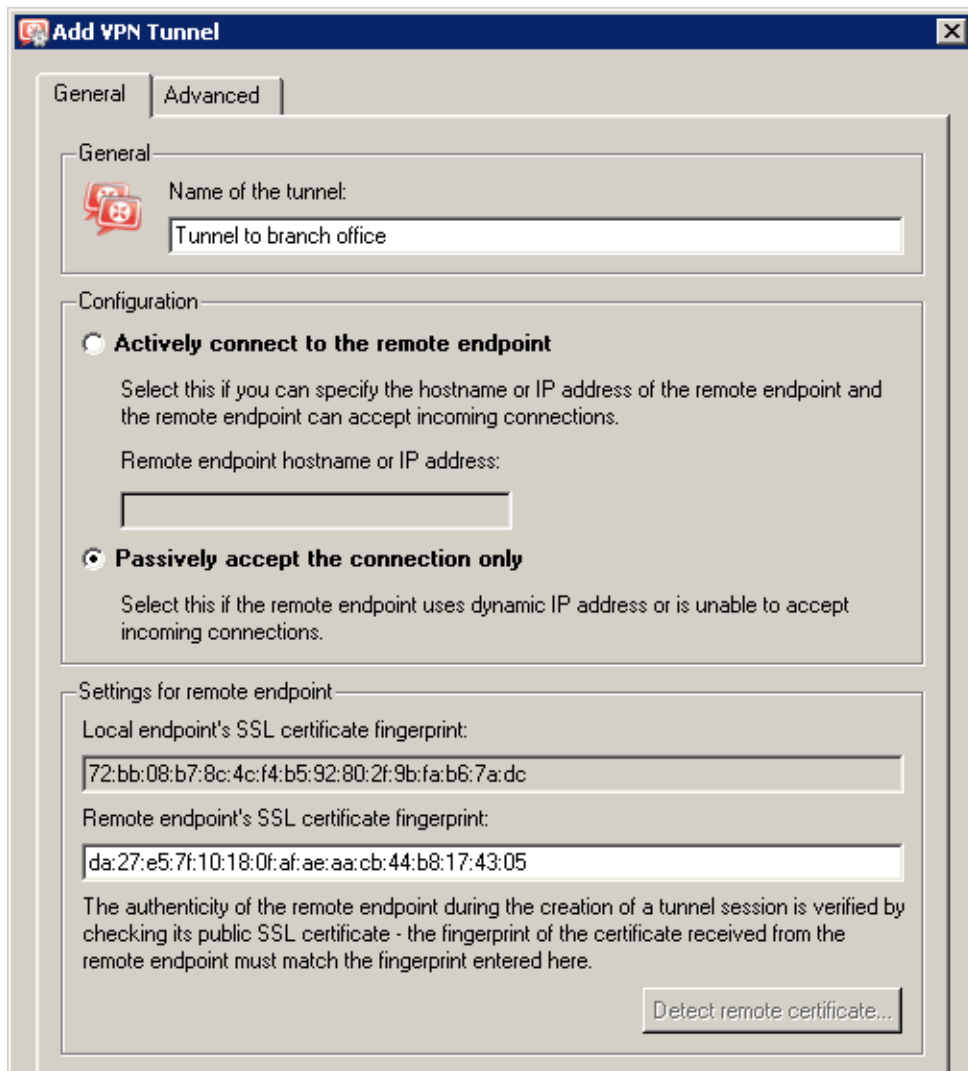 Add VPN Tunnel
General
Advanced
General
Name of the tunnel:
Tunnel to branch office
Configuration
Actively connect to the remote endpoint
Select this if you can specify the hostname or IP address of the remote endpoint and
the remote endpoint can accept incoming connections.
Remote endpoint hostname or IP address:
Passively accept the connection only
Select this if the remote endpoint uses dynamic IP address or is unable to accept
incoming connections.
Settings for remote endpoint
Local endpoint's SSL certificate fingerprint:
72:bb:08:b7:8c:4c:f4:b5:92:80:2f:9b:fa:b6:7a:dc
Remote endpoint's SSL certificate fingerprint:
da:27:e5:7f:10:18:0f:af:ae:aa:cb:44:b8:17:43:05
The authenticity of the remote endpoint during the creation of a tunnel session is verified by
checking its public SSL certificate - the fingerprint of the certificate received from the
remote endpoint must match the fingerprint entered here.
Detect remote certificate...